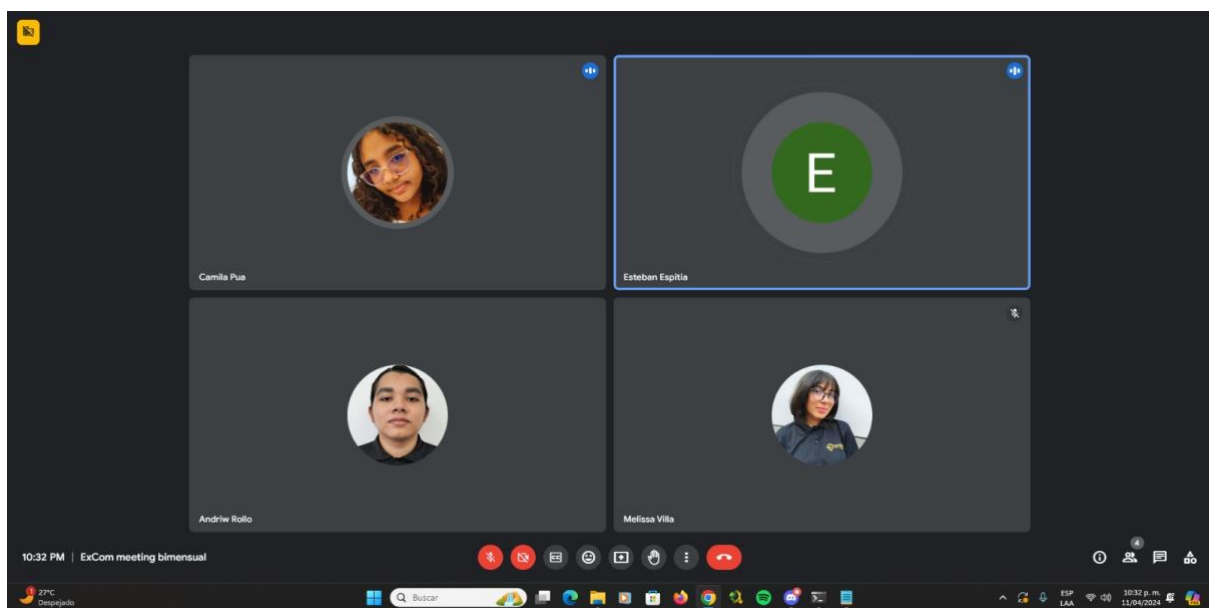 E
Camila Pua
Esteban Espitia
Andriw Rollo
Melissa Villa
10:32 PM | ExCom meeting bimensual
4
1
27°C
Despejado
Buscar
ESP
LAA
10:32 p. m.
11/04/2024